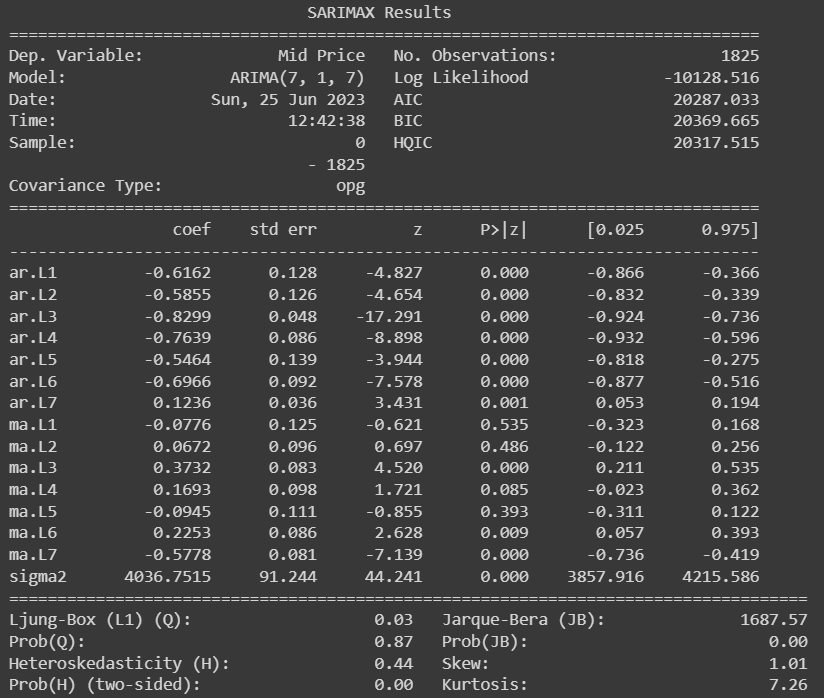 SARIMAX Results
==============================================================================
Dep. Variable: Mid Price No. Observations: 1825
Model: ARIMA(7, 1, 7) Log Likelihood -10128.516
Date: Sun, 25 Jun 2023 AIC 20287.033
Time: 12:42:38 BIC 20369.665
Sample: 0 HQIC 20317.515
- 1825
Covariance Type: opg
==============================================================================
coef std err z P>|z| [0.025 0.975]
------------------------------------------------------------------------------
ar.L1 -0.6162 0.128 -4.827 0.000 -0.866 -0.366
ar.L2 -0.5855 0.126 -4.654 0.000 -0.832 -0.339
ar.L3 -0.8299 0.048 -17.291 0.000 -0.924 -0.736
ar.L4 -0.7639 0.086 -8.898 0.000 -0.932 -0.596
ar.L5 -0.5464 0.139 -3.944 0.000 -0.818 -0.275
ar.L6 -0.6966 0.092 -7.578 0.000 -0.877 -0.516
ar.L7 0.1236 0.036 3.431 0.001 0.053 0.194
ma.L1 -0.0776 0.125 -0.621 0.535 -0.323 0.168
ma.L2 0.0672 0.096 0.697 0.486 -0.122 0.256
ma.L3 0.3732 0.083 4.520 0.000 0.211 0.535
ma.L4 0.1693 0.098 1.721 0.085 -0.023 0.362
ma.L5 -0.0945 0.111 -0.855 0.393 -0.311 0.122
ma.L6 0.2253 0.086 2.628 0.009 0.057 0.393
ma.L7 -0.5778 0.081 -7.139 0.000 -0.736 -0.419
sigma2 4036.7515 91.244 44.241 0.000 3857.916 4215.586
===================================================================================
Ljung-Box (L1) (Q): 0.03 Jarque-Bera (JB): 1687.57
Prob(Q): 0.87 Prob(JB): 0.00
Heteroskedasticity (H): 0.44 Skew: 1.01
Prob(H) (two-sided): 0.00 Kurtosis: 7.26